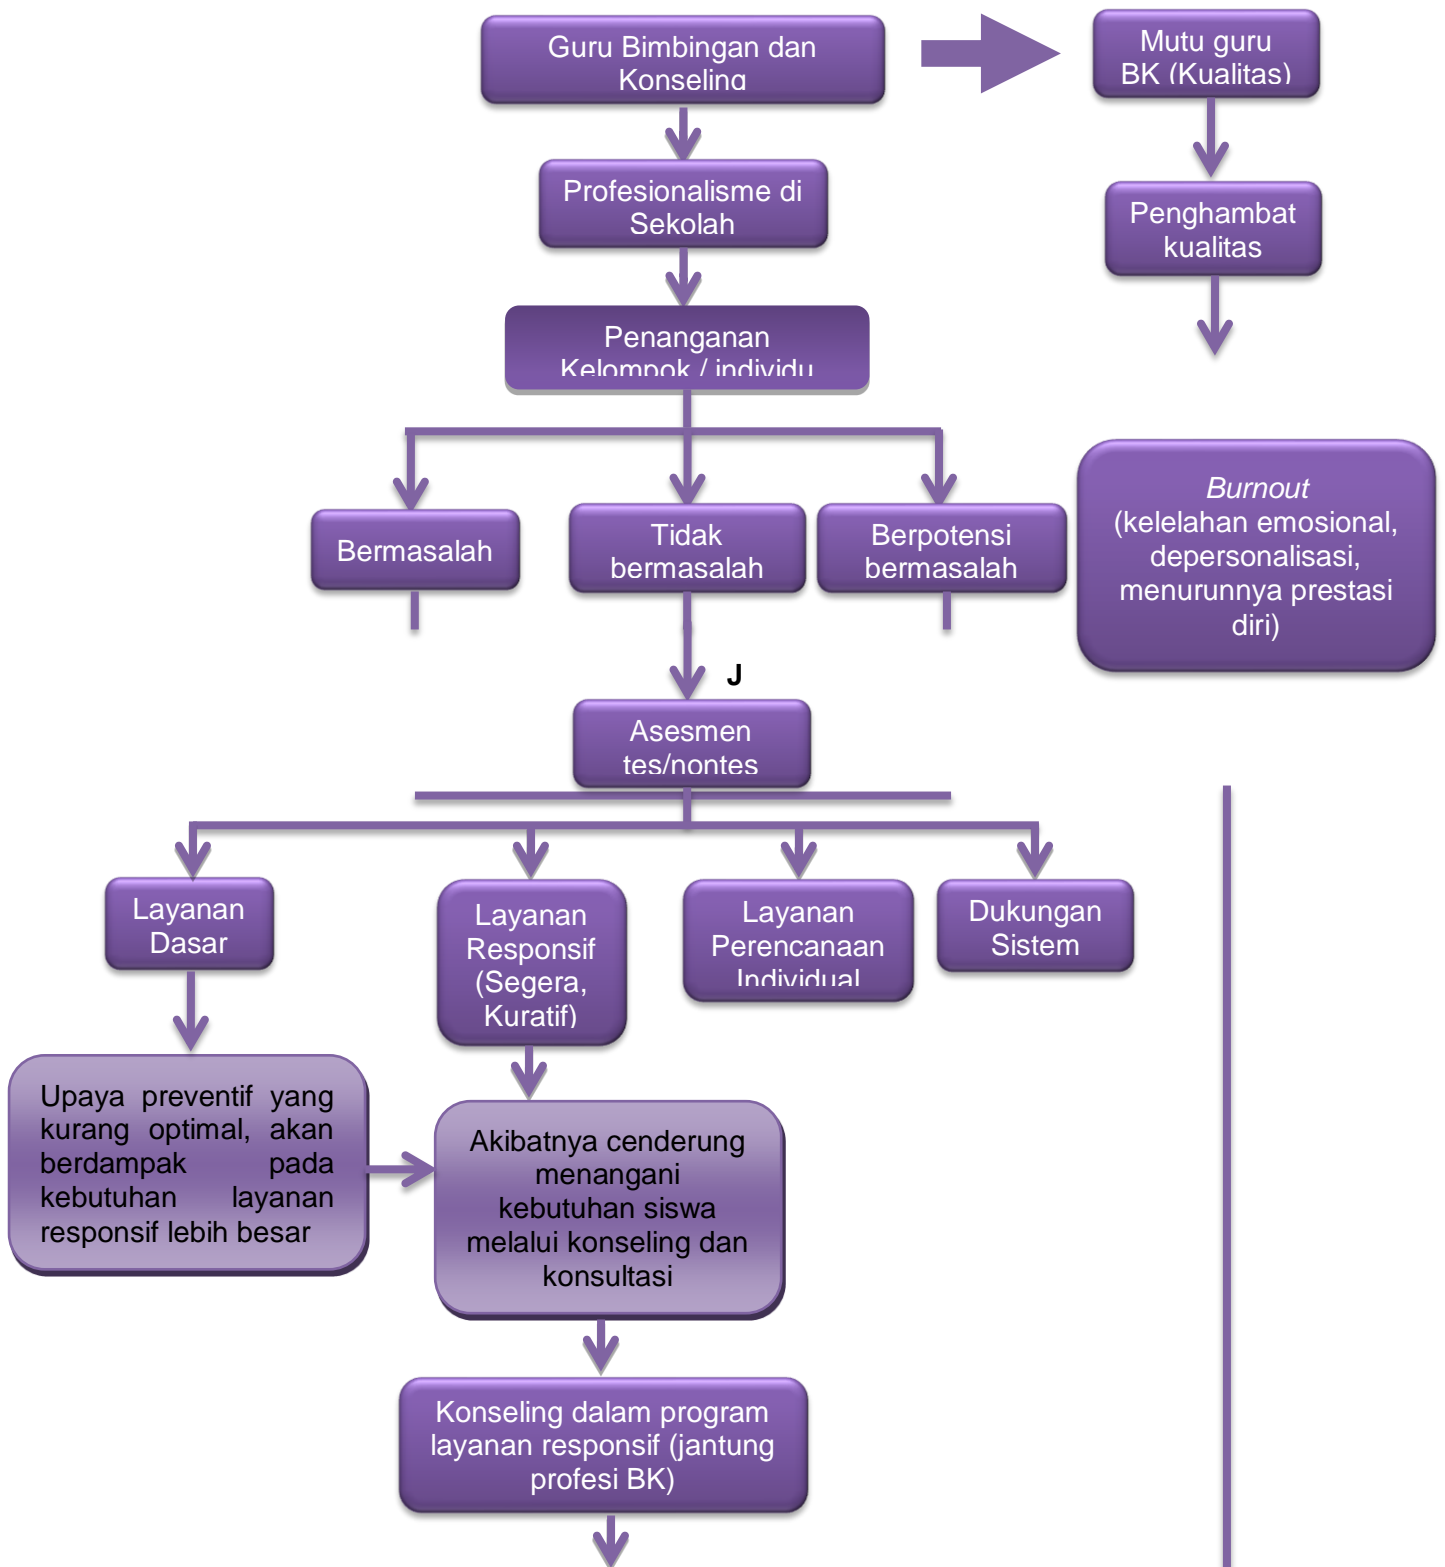 Guru Bimbingan dan
Konseling
Mutu guru
BK (Kualitas)
Profesionalisme di
Sekolah
Penghambat
kualitas
Penanganan
Kelompok / individu
Bermasalah
Tidak
bermasalah
Berpotensi
bermasalah
Burnout
(kelelahan emosional,
depersonalisasi,
menurunnya prestasi
diri)
J
Asesmen
tes/nontes
Layanan
Dasar
Layanan
Responsif
(Segera,
Kuratif)
Layanan
Perencanaan
Individual
Dukungan
Sistem
Upaya preventif yang
kurang optimal, akan
berdampak pada
kebutuhan layanan
responsif lebih besar
Akibatnya cenderung
menangani
kebutuhan siswa
melalui konseling dan
konsultasi
Konseling dalam program
layanan responsif (jantung
profesi BK)